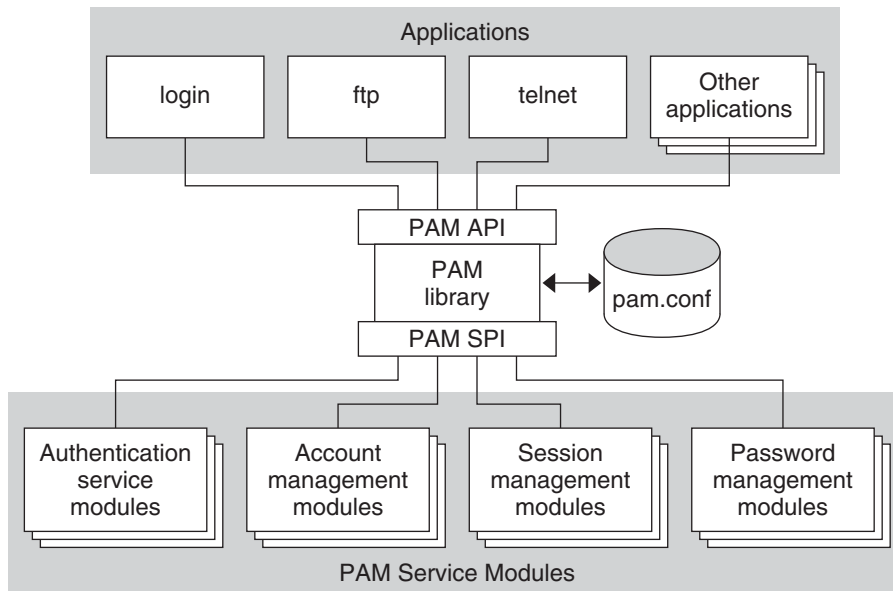 Applications
login
ftp
telnet
Other
applications
PAM API
PAM
library
pam.conf
PAM SPI
Authentication
service
modules
Account
management
modules
Session
management
modules
Password
management
modules
PAM Service Modules